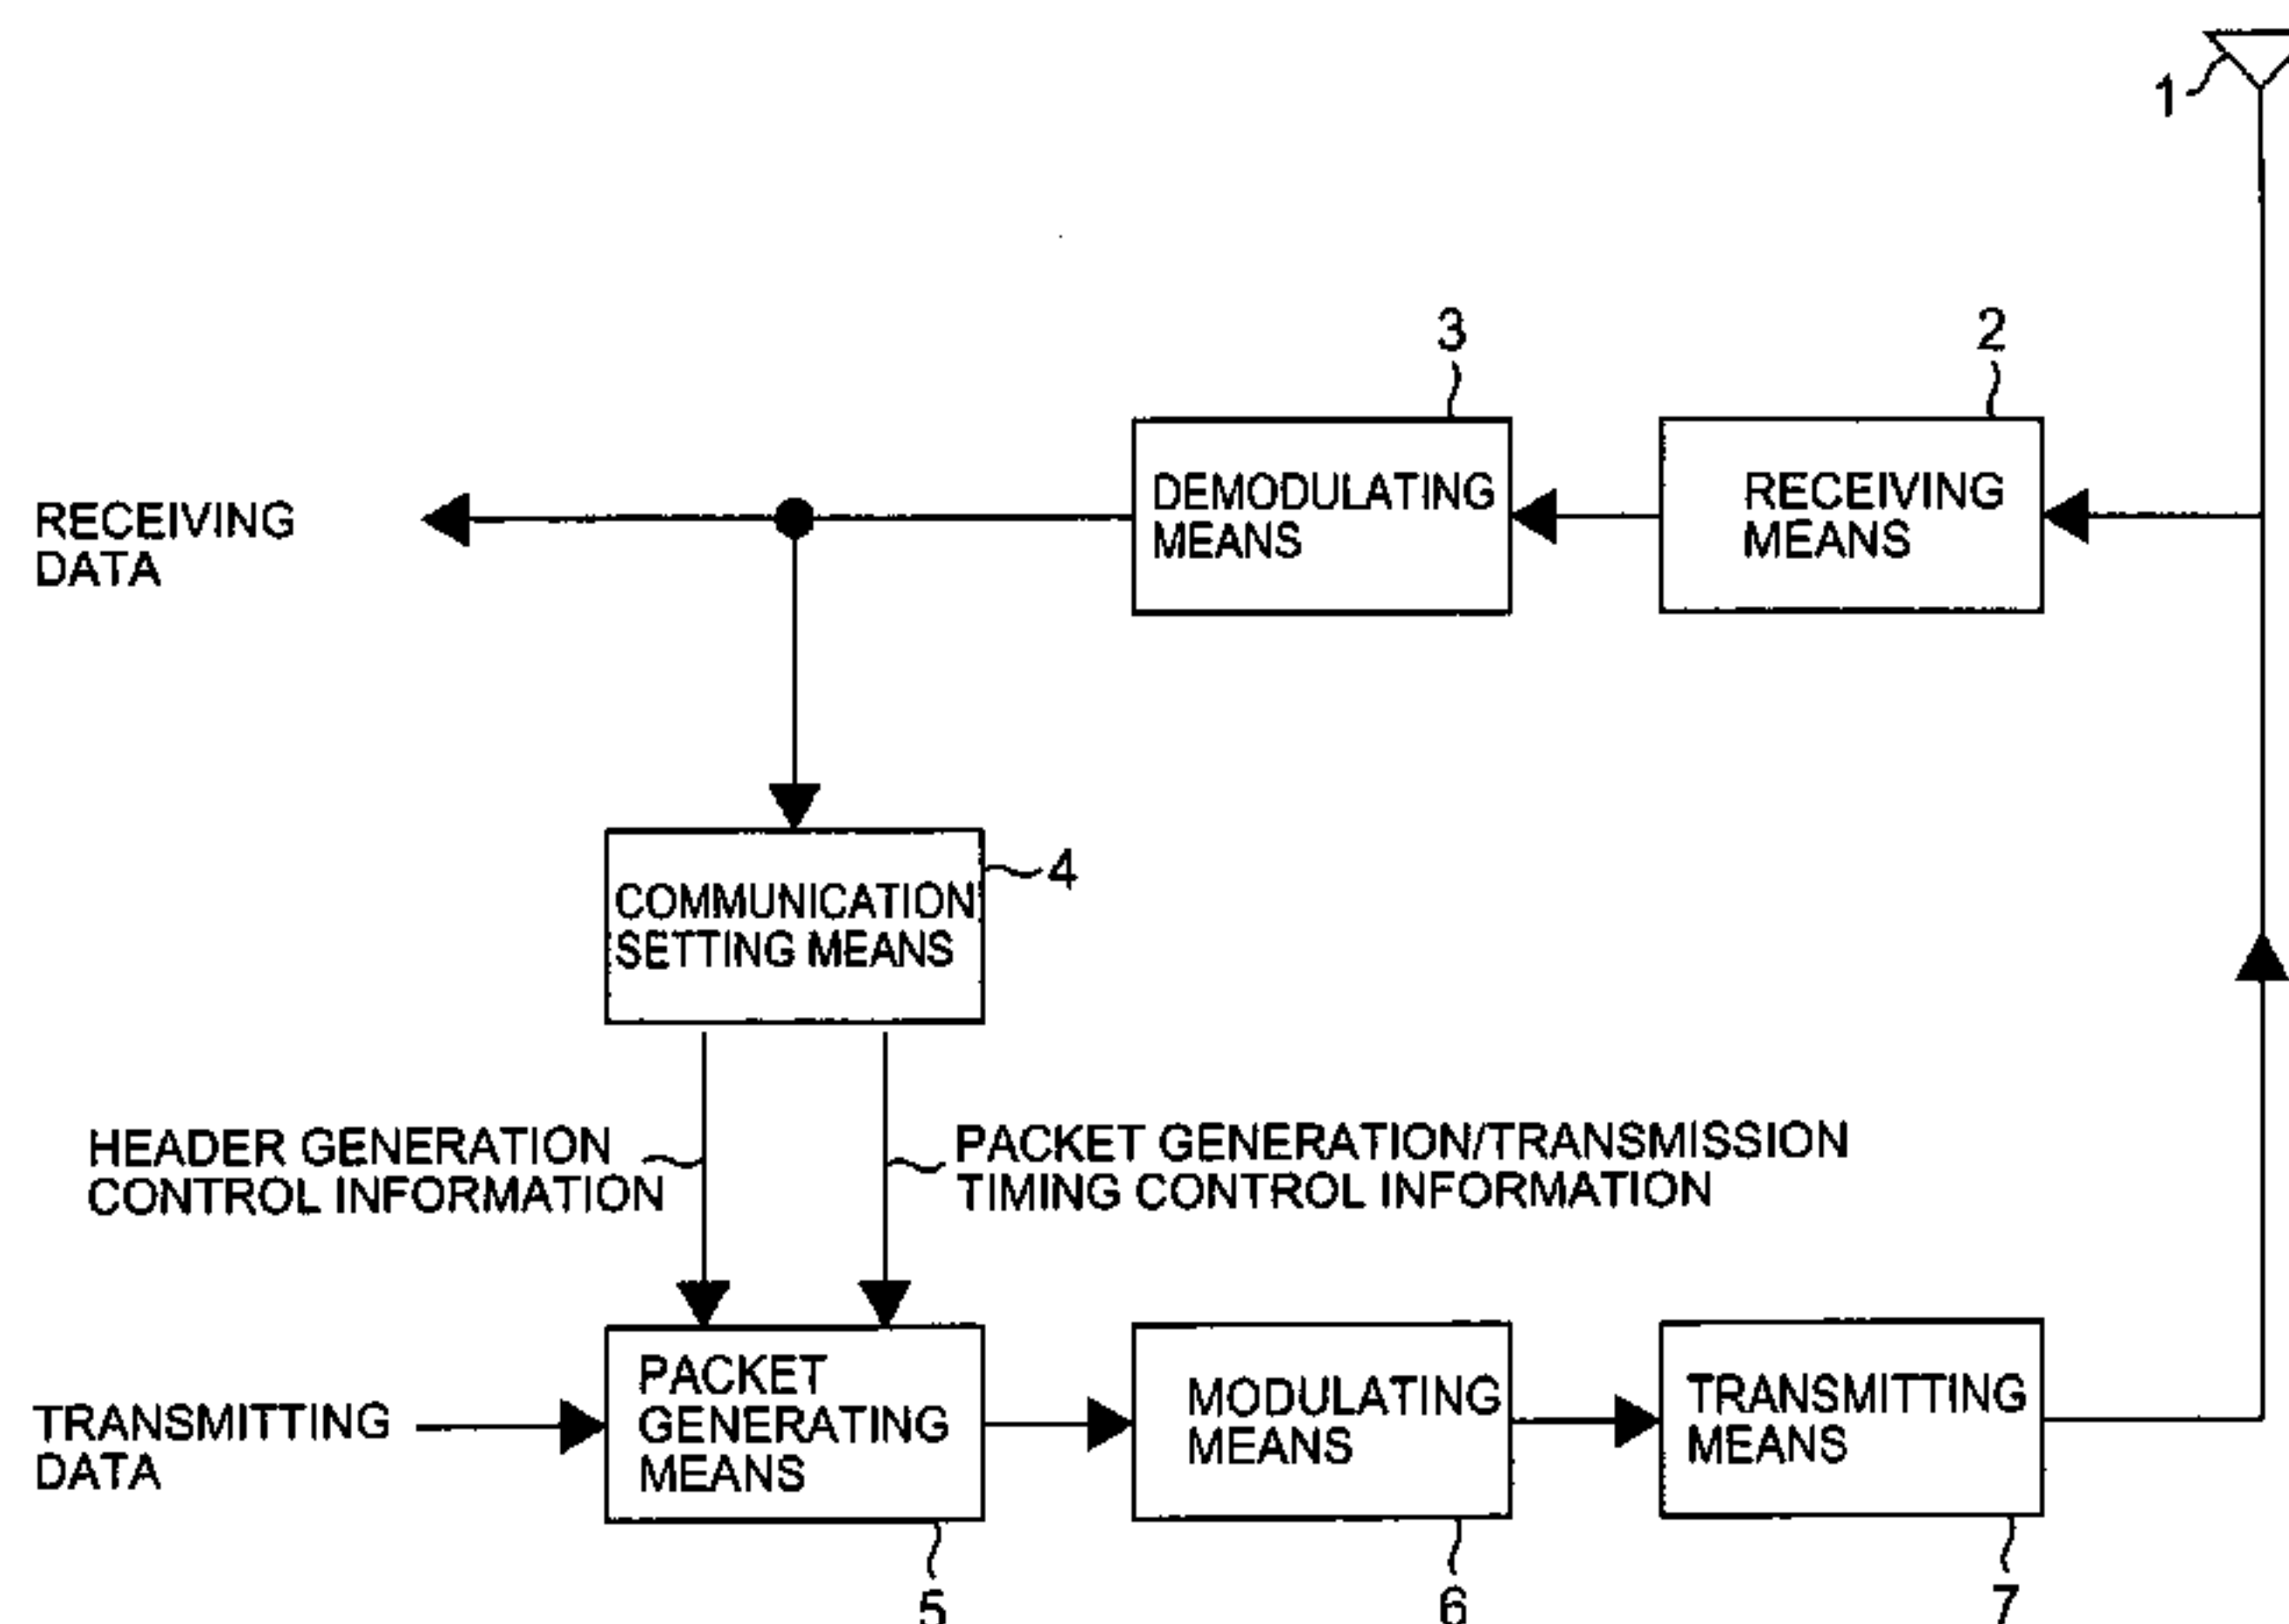 1
3
2
DEMODULATING
MEANS
RECEIVING
MEANS
RECEIVING
DATA
4
COMMUNICATION
SETTING MEANS
HEADER GENERATION
CONTROL INFORMATION
PACKET GENERATION/TRANSMISSION
TIMING CONTROL INFORMATION
TRANSMITTING
DATA
PACKET
GENERATING
MEANS
MODULATING
MEANS
TRANSMITTING
MEANS
5
6
7